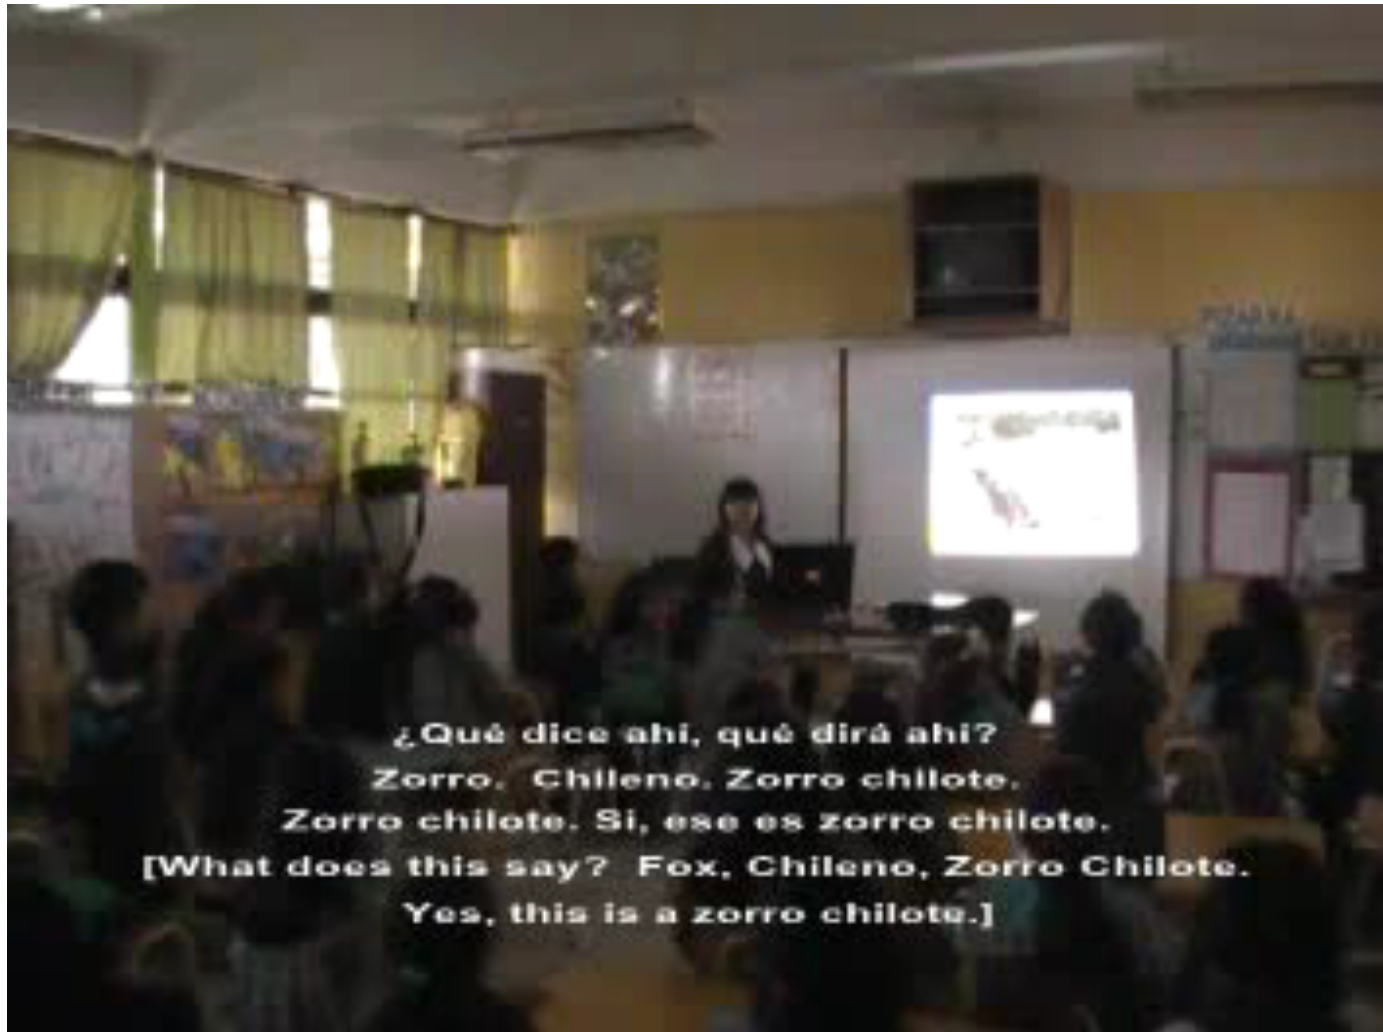 ¿Qué dice ahi, qué dirá ahi?
Zorro. Chileno. Zorro chilote.
Zorro chilote. Si, ese es zorro chilote.
[What does this say? Fox, Chileno, Zorro Chilote.
Yes, this is a zorro chilote.]